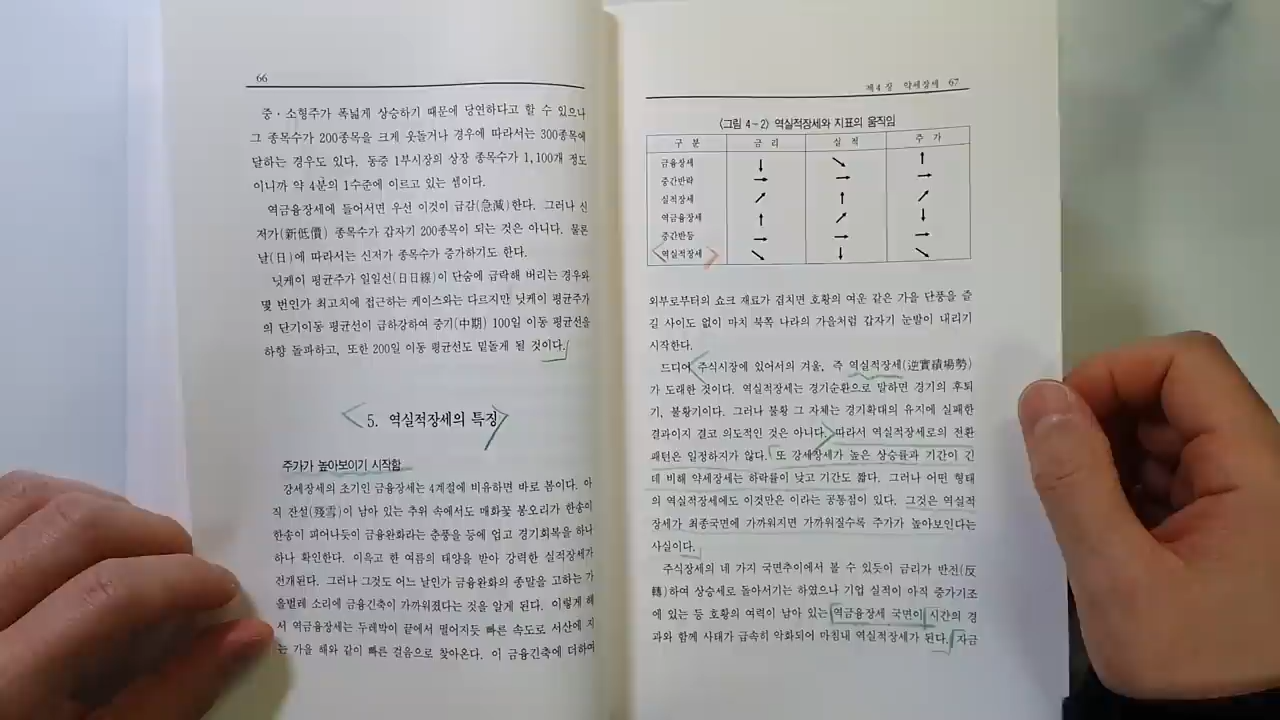 66
중·소형주가 폭넓게 상승하기 때문에 당연하다고 할 수 있으나
그 종목수가 200종목을 크게 웃돌거나 경우에 따라서는 300종목에
달하는 경우도 있다. 동증 1부시장의 상장 종목수가 1,100개 정도
이니까 약 4분의 1수준에 이르고 있는 셈이다.
역금융장세에 들어서면 우선 이것이 급감(急減)한다. 그러나 신
저가(新低價) 종목수가 갑자기 200종목이 되는 것은 아니다. 물론
날(日)에 따라서는 신저가 종목수가 증가하기도 한다.
닛케이 평균주가 일일선(日日線)이 단숨에 급락해 버리는 경우와
몇 번인가 최고치에 접근하는 케이스와는 다르지만 닛케이 평균주가
의 단기이동 평균선이 급하강하여 중기(中期) 100일 이동 평균선을
하향 돌파하고, 또한 200일 이동 평균선도 밑돌게 될 것이다.
5. 역실적장세의 특징
주가가 높아보이기 시작함
강세장세의 초기인 금융장세는 4계절에 비유하면 바로 봄이다. 아
직 잔설(殘雪)이 남아 있는 추위 속에서도 매화꽃 봉오리가 한송이
한송이 피어나듯이 금융완화라는 춘풍을 등에 업고 경기회복을 하나
하나 확인한다. 이윽고 한 여름의 태양을 받아 강력한 실적장세가
전개된다. 그러나 그것도 어느 날인가 금융완화의 종말을 고하는 가
을벌레 소리에 금융긴축이 가까워졌다는 것을 알게 된다. 이렇게 해
서 역금융장세는 두레박이 끝에서 떨어지듯 빠른 속도로 서산에 지
는 가을 해와 같이 빠른 걸음으로 찾아온다. 이 금융긴축에 더하여
제4장 약세장세 67
〈그림 4-2〉 역실적장세와 지표의 움직임
구 분 금 리 실 적 주 가
금융장세 ↓ ↘ ↑
중간반락 → → →
실적장세 ↗ ↑ ↗
역금융장세 ↑ ↗ ↓
중간반등 → → →
역실적장세 ↘ ↓ ↘
외부로부터의 쇼크 재료가 겹치면 호황의 여운 같은 가을 단풍을 즐
길 사이도 없이 마치 북쪽 나라의 가을처럼 갑자기 눈발이 내리기
시작한다.
드디어 주식시장에 있어서의 겨울, 즉 역실적장세(逆實績場勢)
가 도래한 것이다. 역실적장세는 경기순환으로 말하면 경기의 후퇴
기, 불황기이다. 그러나 불황 그 자체는 경기확대의 유지에 실패한
결과이지 결코 의도적인 것은 아니다. 따라서 역실적장세로의 전환
패턴은 일정하지가 않다. 또 강세장세가 높은 상승률과 기간이 긴
데 비해 약세장세는 하락률이 낮고 기간도 짧다. 그러나 어떤 형태
의 역실적장세에도 이것만은 이라는 공통점이 있다. 그것은 역실적
장세가 최종국면에 가까워지면 가까워질수록 주가가 높아보인다는
사실이다.
주식장세의 네 가지 국면추이에서 볼 수 있듯이 금리가 반전(反
轉)하여 상승세로 돌아서기는 하였으나 기업 실적이 아직 증가기조
에 있는 등 호황의 여력이 남아 있는 역금융장세 국면이 시간의 경
과와 함께 사태가 급속히 악화되어 마침내 역실적장세가 된다. 자금